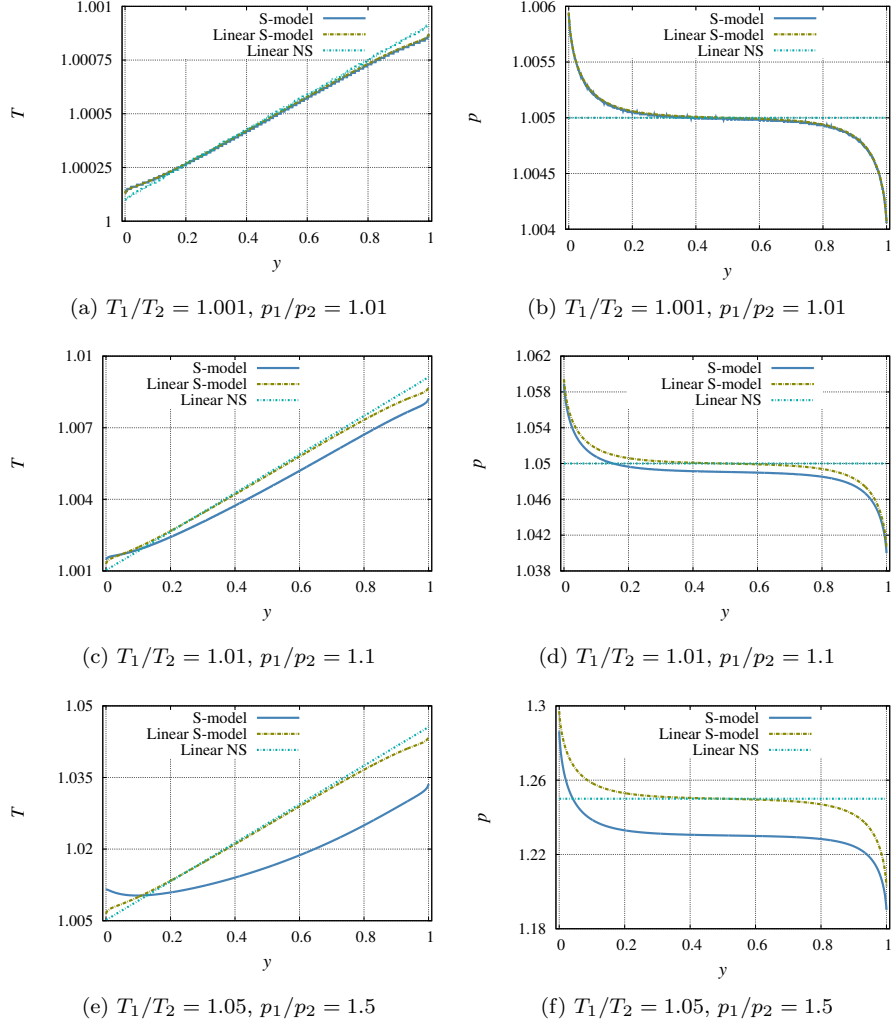 1.001
1.00075
1.0005
1.00025
1
T
S-model
Linear S-model
Linear NS
0 0.2 0.4 0.6 0.8 1
y
(a) T₁/T₂ = 1.001, p₁/p₂ = 1.01
1.006
1.0055
1.005
1.0045
1.004
p
S-model
Linear S-model
Linear NS
0 0.2 0.4 0.6 0.8 1
y
(b) T₁/T₂ = 1.001, p₁/p₂ = 1.01
1.01
1.007
1.004
1.001
T
S-model
Linear S-model
Linear NS
0 0.2 0.4 0.6 0.8 1
y
(c) T₁/T₂ = 1.01, p₁/p₂ = 1.1
1.062
1.058
1.054
1.05
1.046
1.042
1.038
p
S-model
Linear S-model
Linear NS
0 0.2 0.4 0.6 0.8 1
y
(d) T₁/T₂ = 1.01, p₁/p₂ = 1.1
1.05
1.035
1.02
1.005
T
S-model
Linear S-model
Linear NS
0 0.2 0.4 0.6 0.8 1
y
(e) T₁/T₂ = 1.05, p₁/p₂ = 1.5
1.3
1.26
1.22
1.18
p
S-model
Linear S-model
Linear NS
0 0.2 0.4 0.6 0.8 1
y
(f) T₁/T₂ = 1.05, p₁/p₂ = 1.5